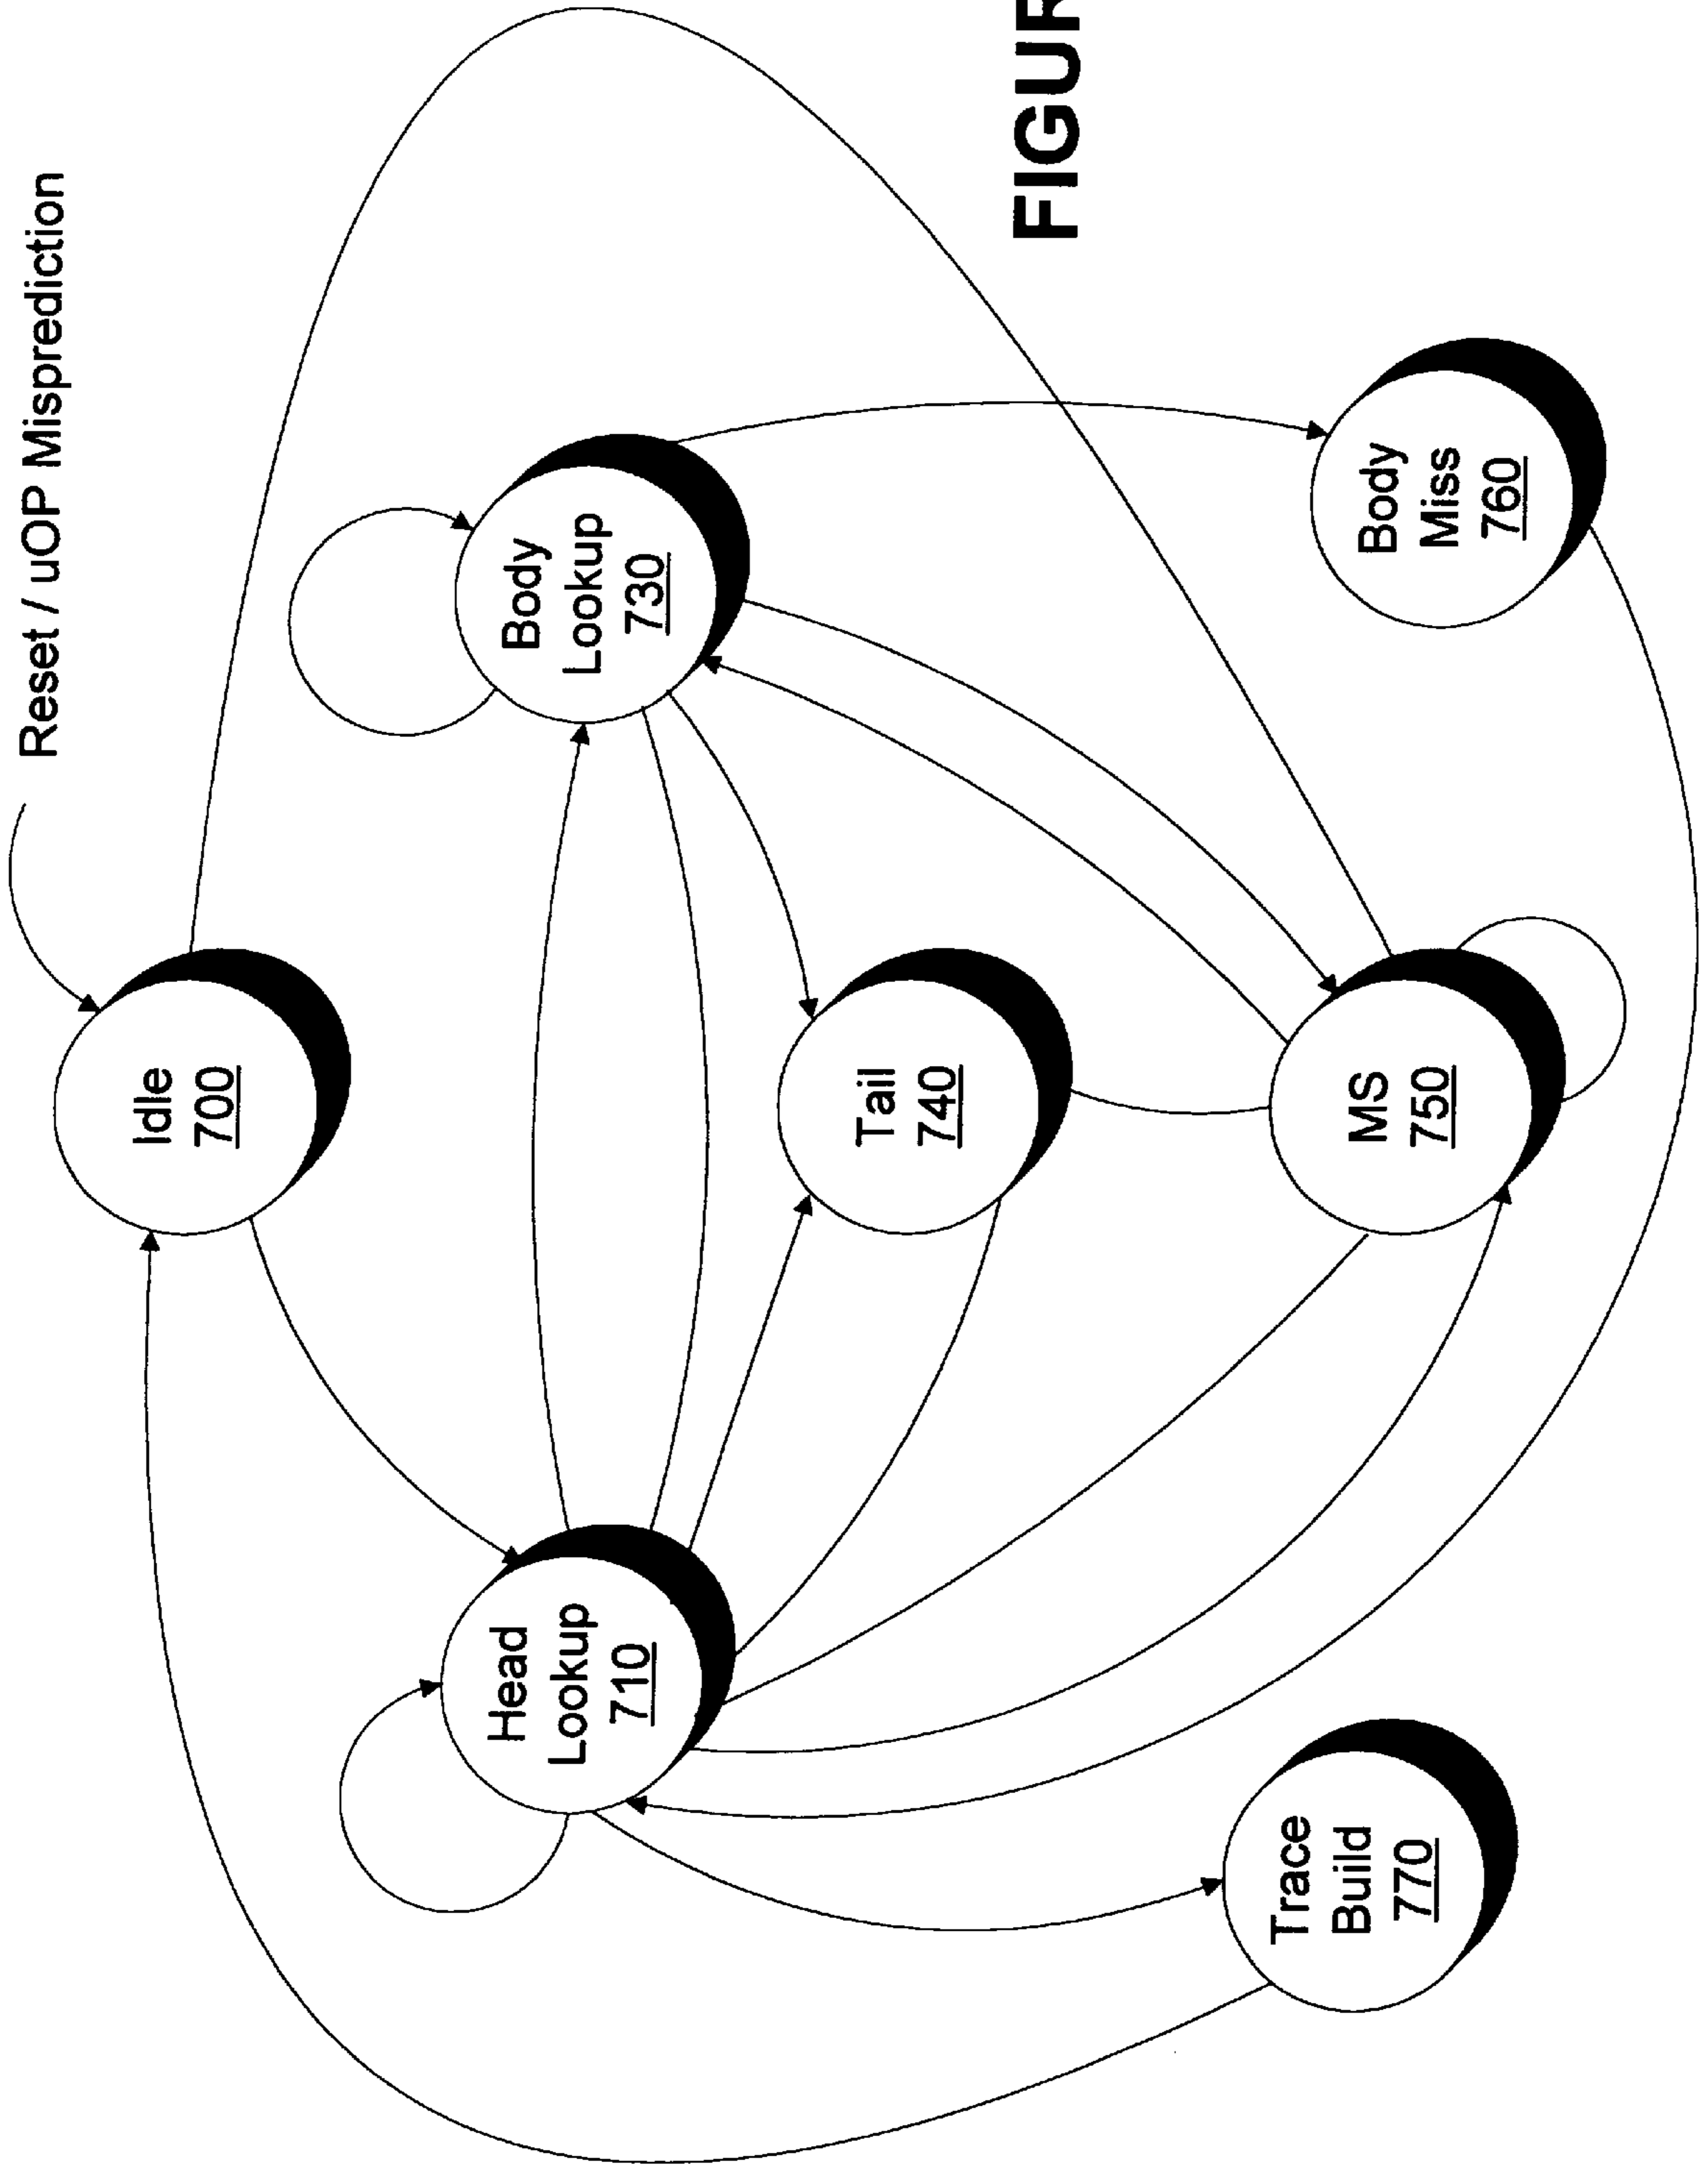 Reset / uOP Misprediction
Idle
700
Head
Lookup
710
Body
Lookup
730
Tail
740
MS
750
Body
Miss
760
Trace
Build
770